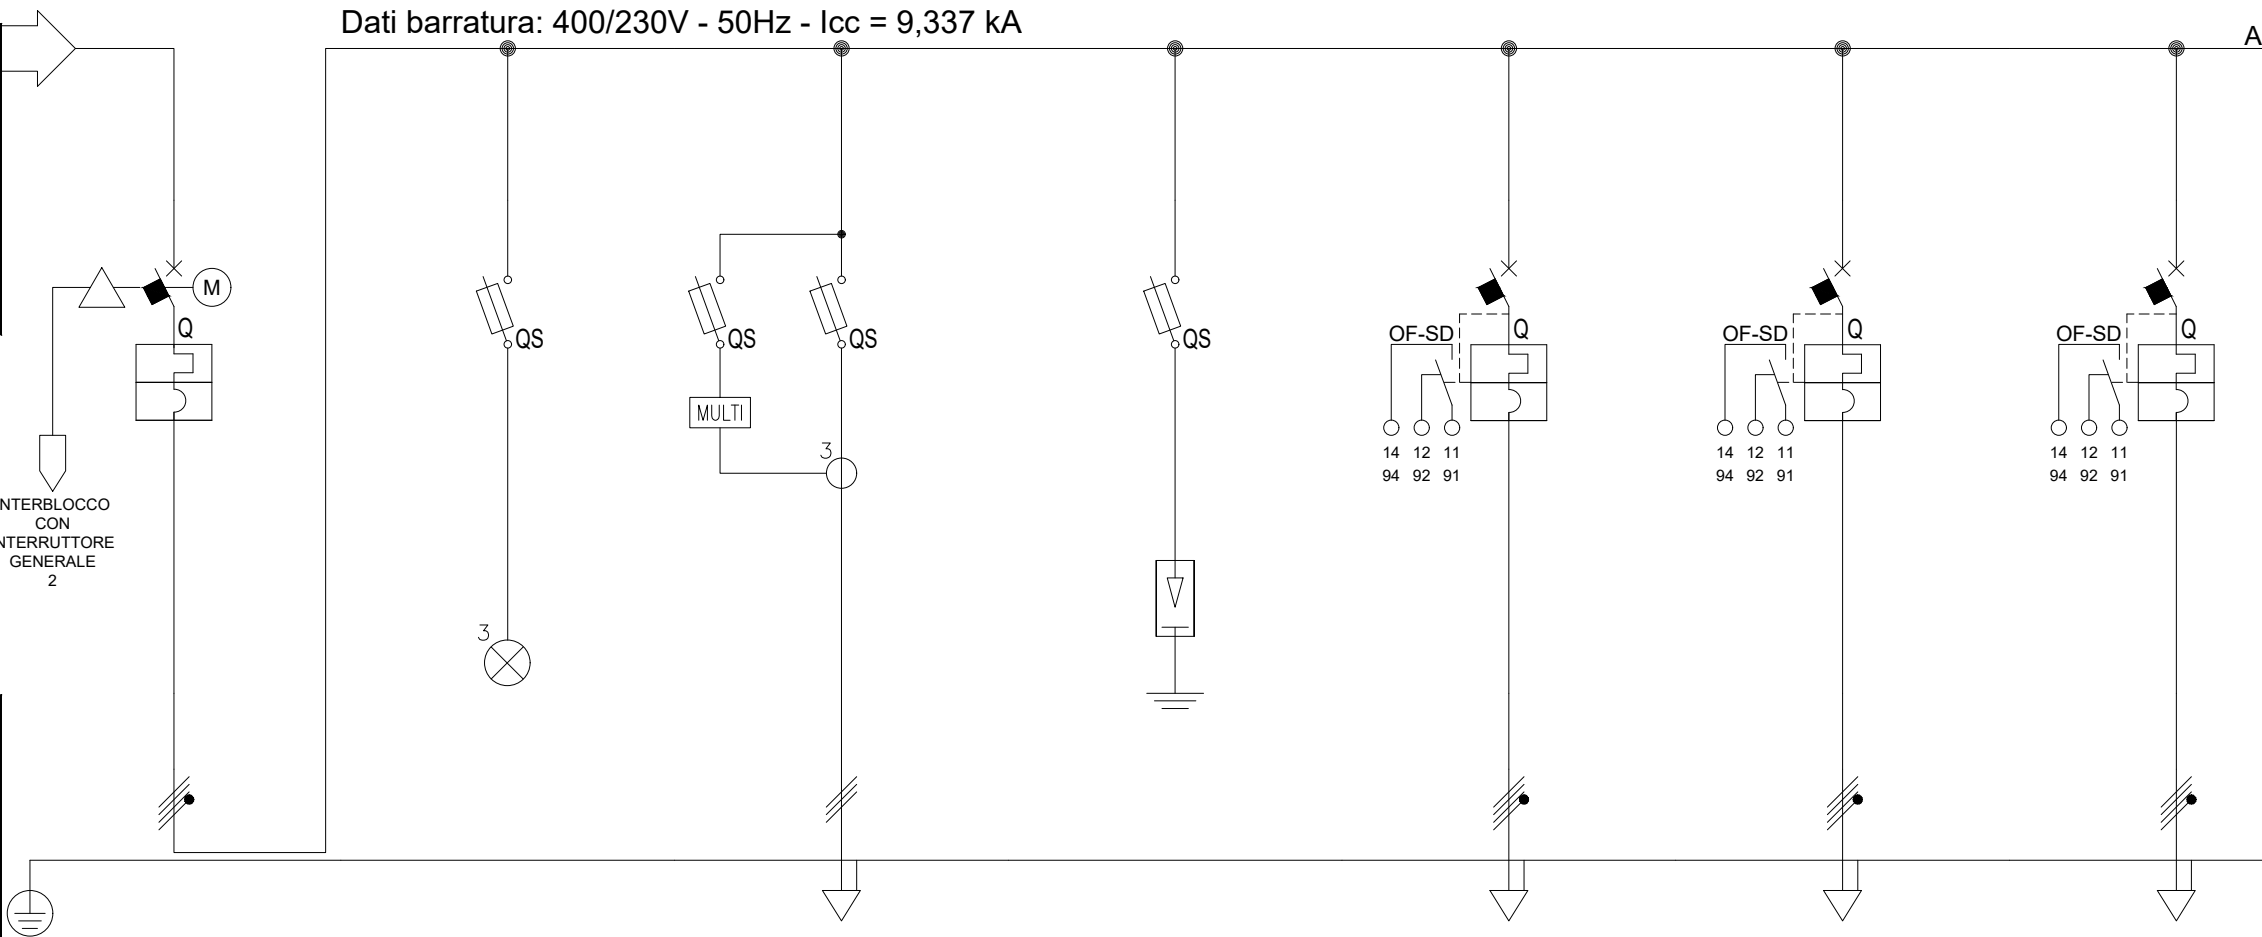 Dati barratura: 400/230V - 50Hz - Icc = 9,337 kA
A
M
Q
QS
QS
QS
QS
OF-SD
Q
OF-SD
Q
OF-SD
Q
MULTI
14 12 11
94 92 91
14 12 11
94 92 91
14 12 11
94 92 91
3
NTERBLOCCO
CON
NTERRUTTORE
GENERALE
2
3